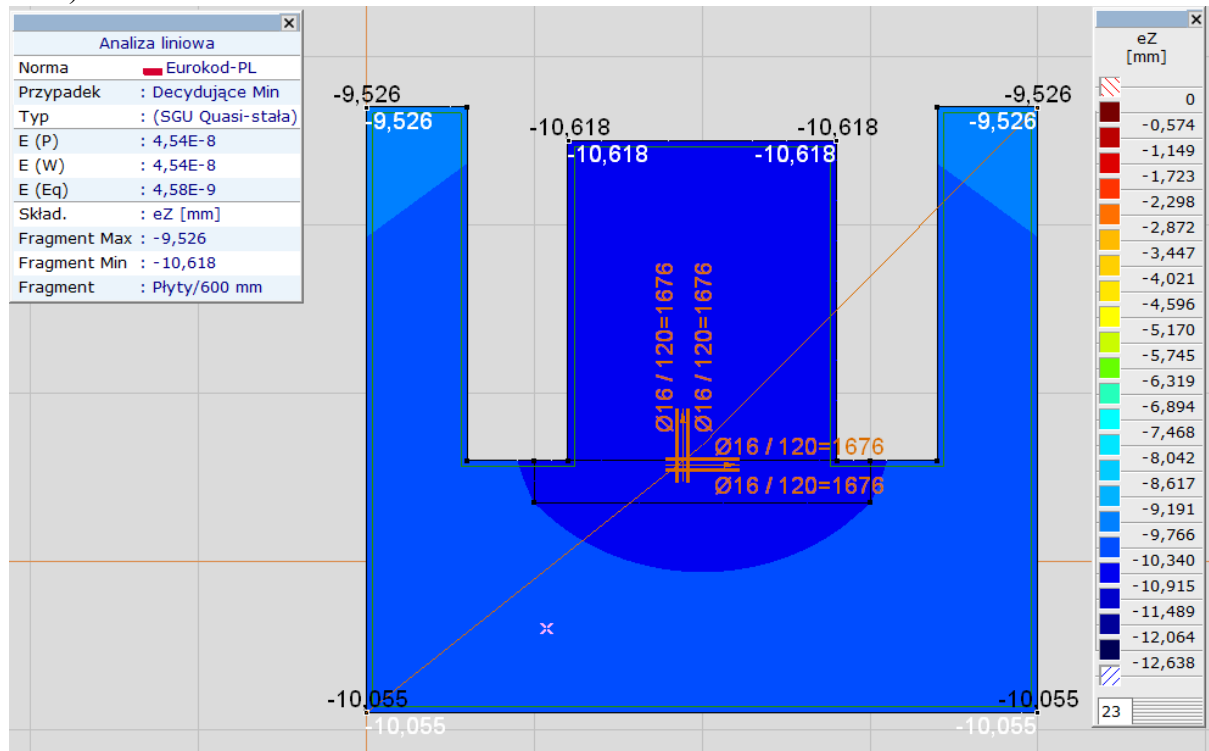 Analiza liniowa
Norma Eurokod-PL
Przypadek : Decydujące Min
Typ : (SGU Quasi-stała)
E (P) : 4,54E-8
E (W) : 4,54E-8
E (Eq) : 4,58E-9
Skład. : eZ [mm]
Fragment Max : -9,526
Fragment Min : -10,618
Fragment : Płyty/600 mm
-9,526
-9,526
-10,618
-10,618
-10,618
-10,618
-9,526
-9,526
Ø16 / 120=1676
Ø16 / 120=1676
Ø16 / 120=1676
Ø16 / 120=1676
-10,055
-10,055
-10,055
-10,055
eZ
[mm]
0
-0,574
-1,149
-1,723
-2,298
-2,872
-3,447
-4,021
-4,596
-5,170
-5,745
-6,319
-6,894
-7,468
-8,042
-8,617
-9,191
-9,766
-10,340
-10,915
-11,489
-12,064
-12,638
23